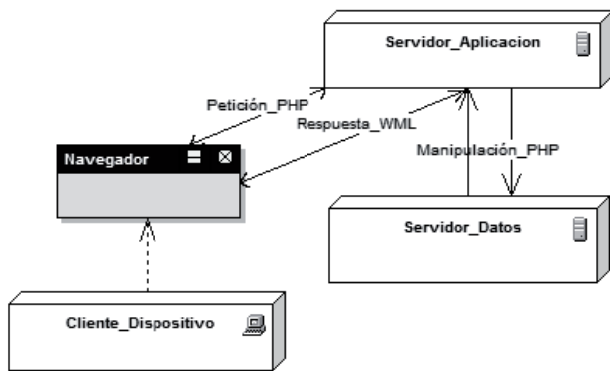 Servidor_Aplicacion
Petición_PHP
Respuesta_WML
Navegador
Manipulación_PHP
Servidor_Datos
Cliente_Dispositivo